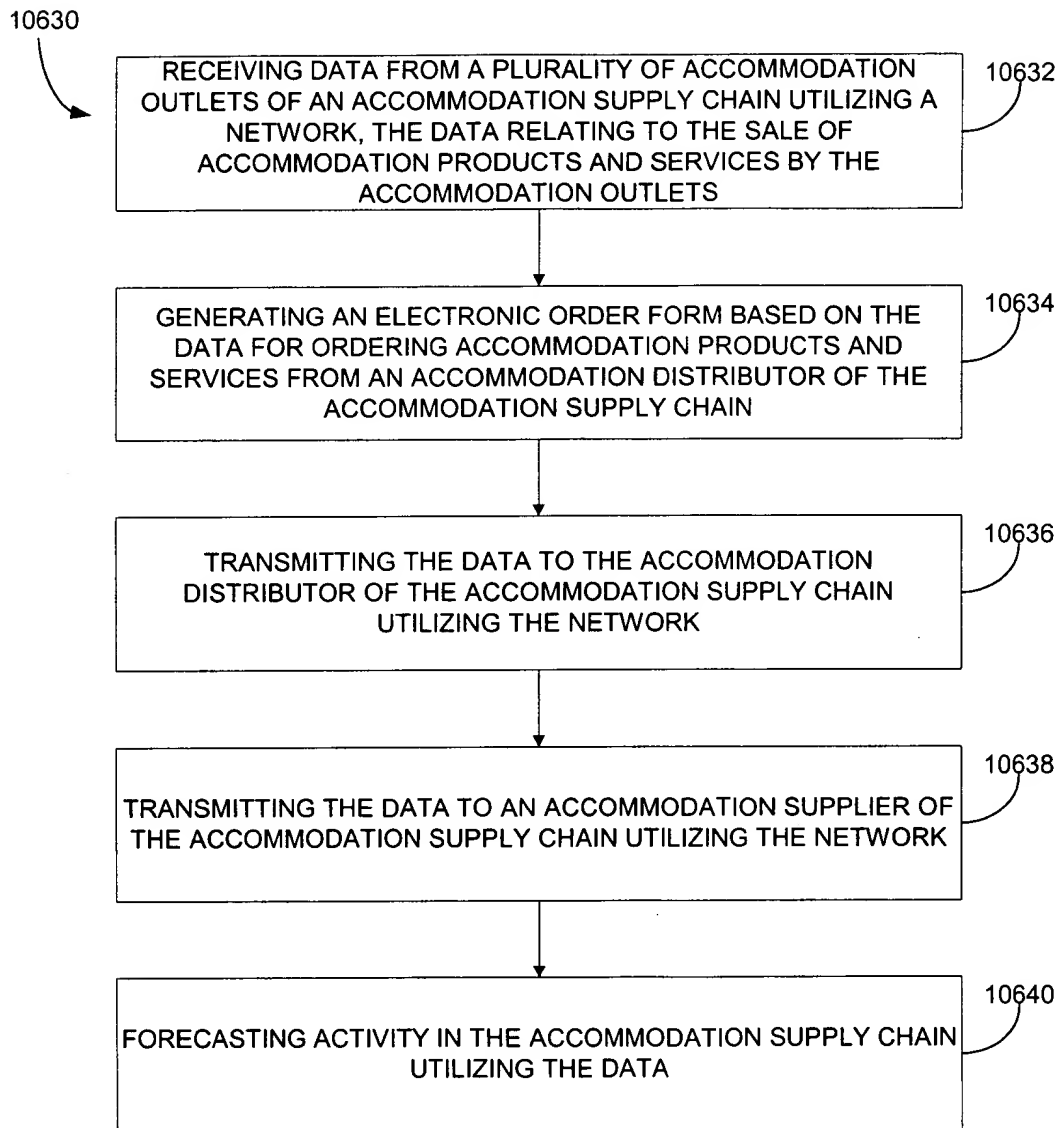 10630
RECEIVING DATA FROM A PLURALITY OF ACCOMMODATION
OUTLETS OF AN ACCOMMODATION SUPPLY CHAIN UTILIZING A
NETWORK, THE DATA RELATING TO THE SALE OF
ACCOMMODATION PRODUCTS AND SERVICES BY THE
ACCOMMODATION OUTLETS
10632
GENERATING AN ELECTRONIC ORDER FORM BASED ON THE
DATA FOR ORDERING ACCOMMODATION PRODUCTS AND
SERVICES FROM AN ACCOMMODATION DISTRIBUTOR OF THE
ACCOMMODATION SUPPLY CHAIN
10634
TRANSMITTING THE DATA TO THE ACCOMMODATION
DISTRIBUTOR OF THE ACCOMMODATION SUPPLY CHAIN
UTILIZING THE NETWORK
10636
TRANSMITTING THE DATA TO AN ACCOMMODATION SUPPLIER OF
THE ACCOMMODATION SUPPLY CHAIN UTILIZING THE NETWORK
10638
FORECASTING ACTIVITY IN THE ACCOMMODATION SUPPLY CHAIN
UTILIZING THE DATA
10640